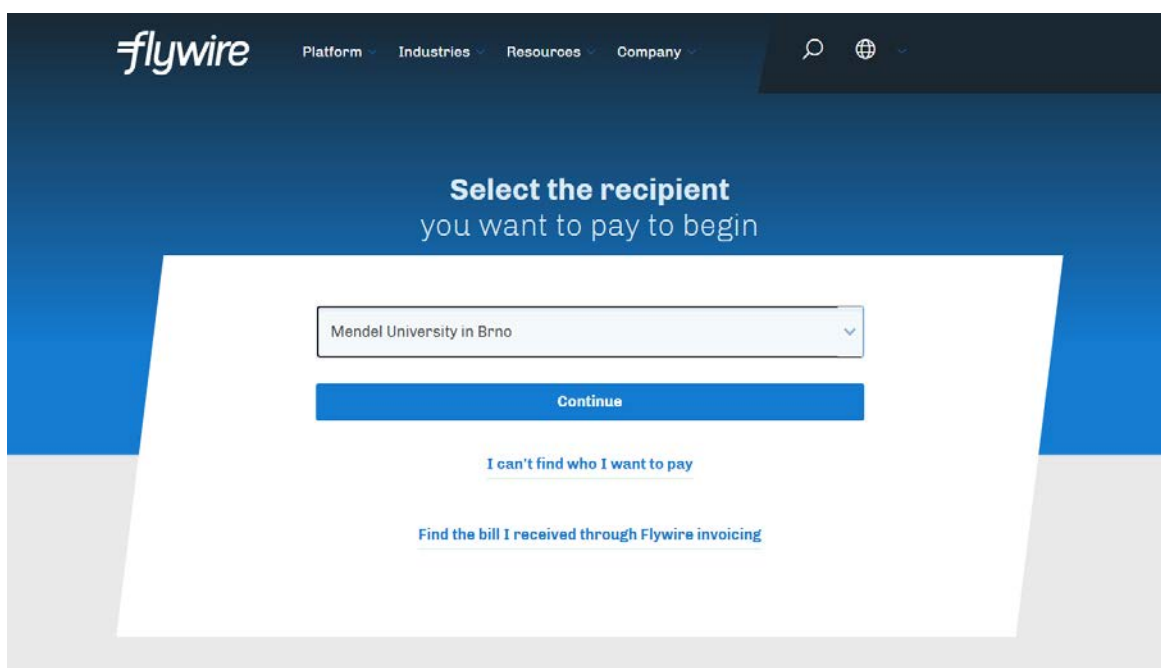 flywire
Platform Industries Resources Company
Select the recipient
you want to pay to begin
Mendel University in Brno
Continue
I can't find who I want to pay
Find the bill I received through Flywire invoicing